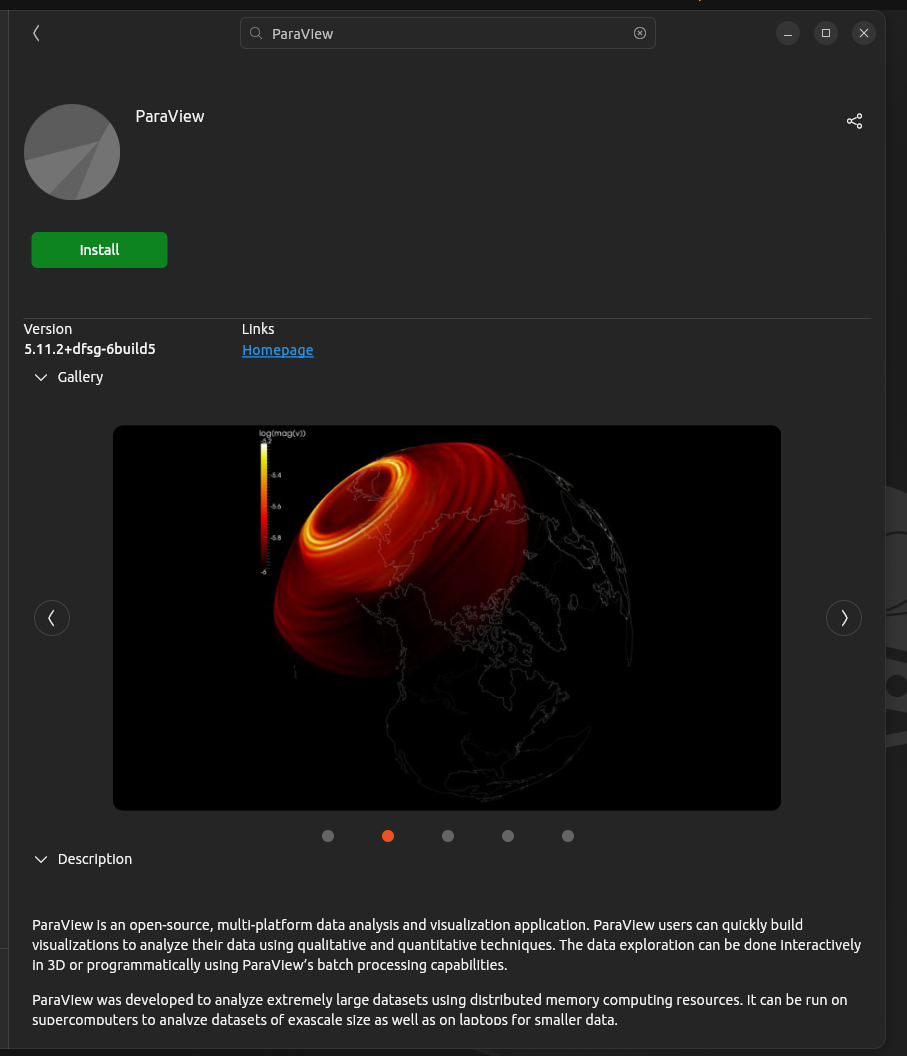 ParaView
ParaView
Install
Version
Links
5.11.2+dfsg-6build5
Homepage
Gallery
log(mag(v))
-5.2
-5.4
-5.6
-5.8
-6
Description
ParaView is an open-source, multi-platform data analysis and visualization application. ParaView users can quickly build
visualizations to analyze their data using qualitative and quantitative techniques. The data exploration can be done interactively
in 3D or programmatically using ParaView’s batch processing capabilities.
ParaView was developed to analyze extremely large datasets using distributed memory computing resources. It can be run on
supercomputers to analyze datasets of exascale size as well as on laptops for smaller data.